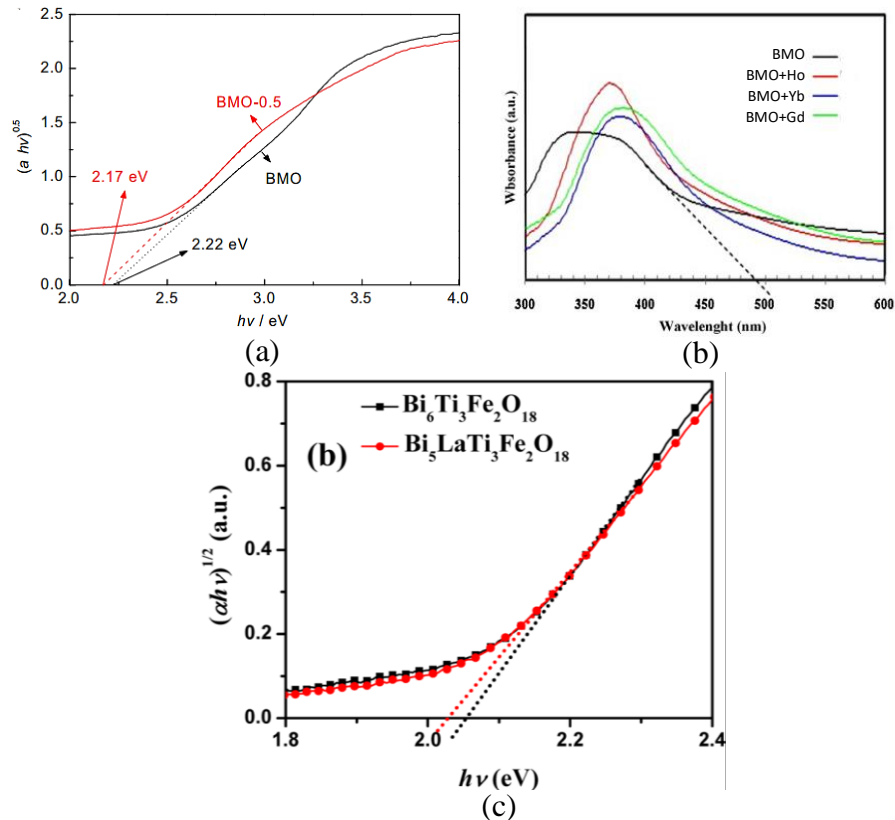 2.5
2.0
1.5
1.0
0.5
0.0
(a hν)^0.5
BMO-0.5
BMO
2.17 eV
2.22 eV
2.0 2.5 3.0 3.5 4.0
hν / eV
(a)
BMO
BMO+Ho
BMO+Yb
BMO+Gd
Wbsorbance (a.u.)
300 350 400 450 500 550 600
Wavelenght (nm)
(b)
0.8
0.6
0.4
0.2
0.0
(αhν)^1/2 (a.u.)
Bi₆Ti₃Fe₂O₁₈
Bi₅LaTi₃Fe₂O₁₈
(b)
1.8 2.0 2.2 2.4
hν (eV)
(c)